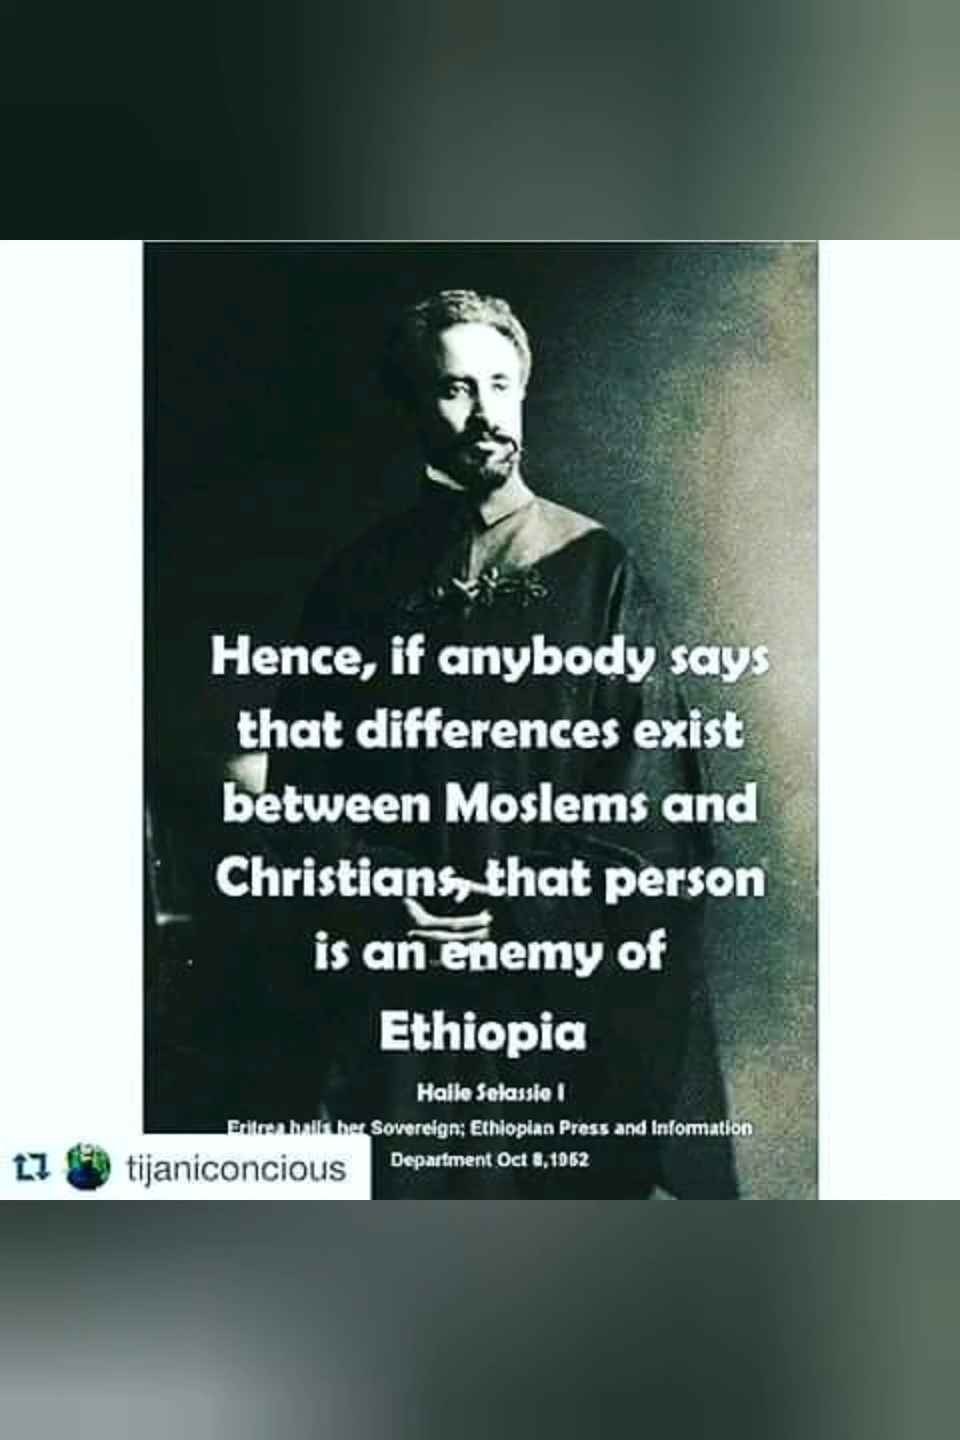 Hence, if anybody says
that differences exist
between Moslems and
Christians, that person
is an enemy of
Ethiopia
Haile Selassie I
Eritrea hails her Sovereign; Ethiopian Press and Information
Department Oct 8,1952
tijaniconcious